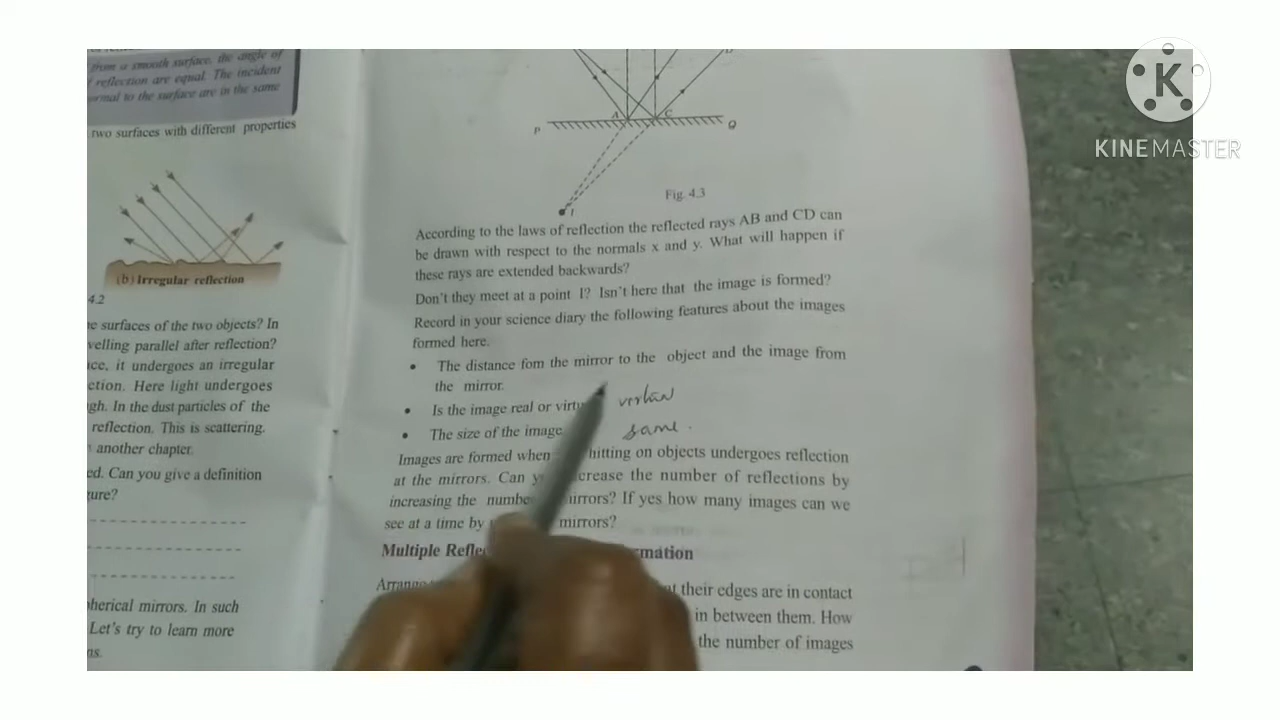 from a smooth surface, the angle of
f reflection are equal. The incident
ormal to the surface are in the same
two surfaces with different properties
(b) Irregular reflection
4.2
e surfaces of the two objects? In
velling parallel after reflection?
ce, it undergoes an irregular
ction. Here light undergoes
gh. In the dust particles of the
reflection. This is scattering.
another chapter.
ed. Can you give a definition
gure?
pherical mirrors. In such
Let's try to learn more
ns.
A C
P Q
I
Fig. 4.3
According to the laws of reflection the reflected rays AB and CD can
be drawn with respect to the normals x and y. What will happen if
these rays are extended backwards?
Don't they meet at a point I? Isn't here that the image is formed?
Record in your science diary the following features about the images
formed here.
• The distance fom the mirror to the object and the image from
the mirror.
• Is the image real or virtu
• The size of the image same.
Images are formed when hitting on objects undergoes reflection
at the mirrors. Can y crease the number of reflections by
increasing the numbe mirrors? If yes how many images can we
see at a time by mirrors?
Multiple Refle mation
Arrange t their edges are in contact
in between them. How
the number of images
K
KINEMASTER